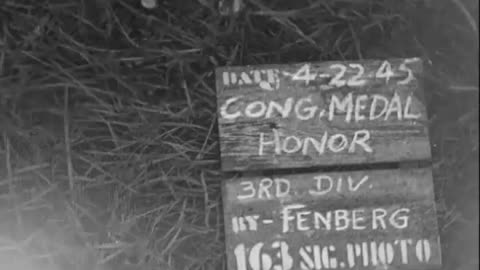 DATE 4-22-45
CONG. MEDAL
HONOR
3RD. DIV.
BY- FENBERG
163 SIG. PHOTO